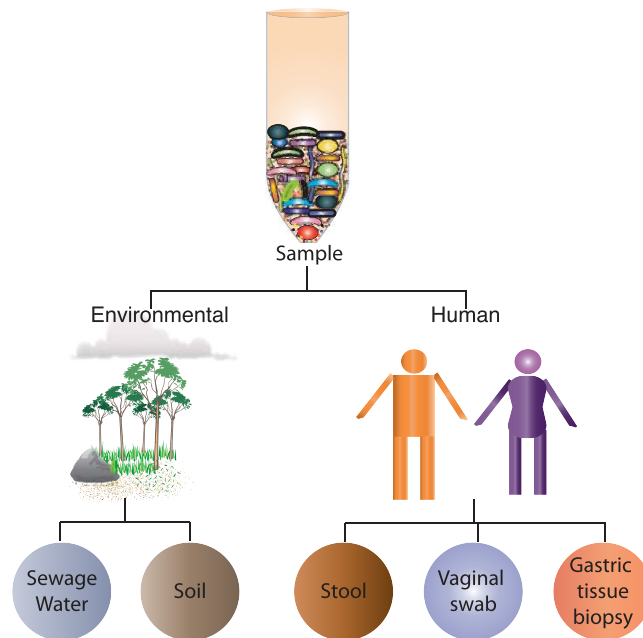 Sample
Environmental
Human
Sewage
Water
Soil
Stool
Vaginal
swab
Gastric
tissue
biopsy